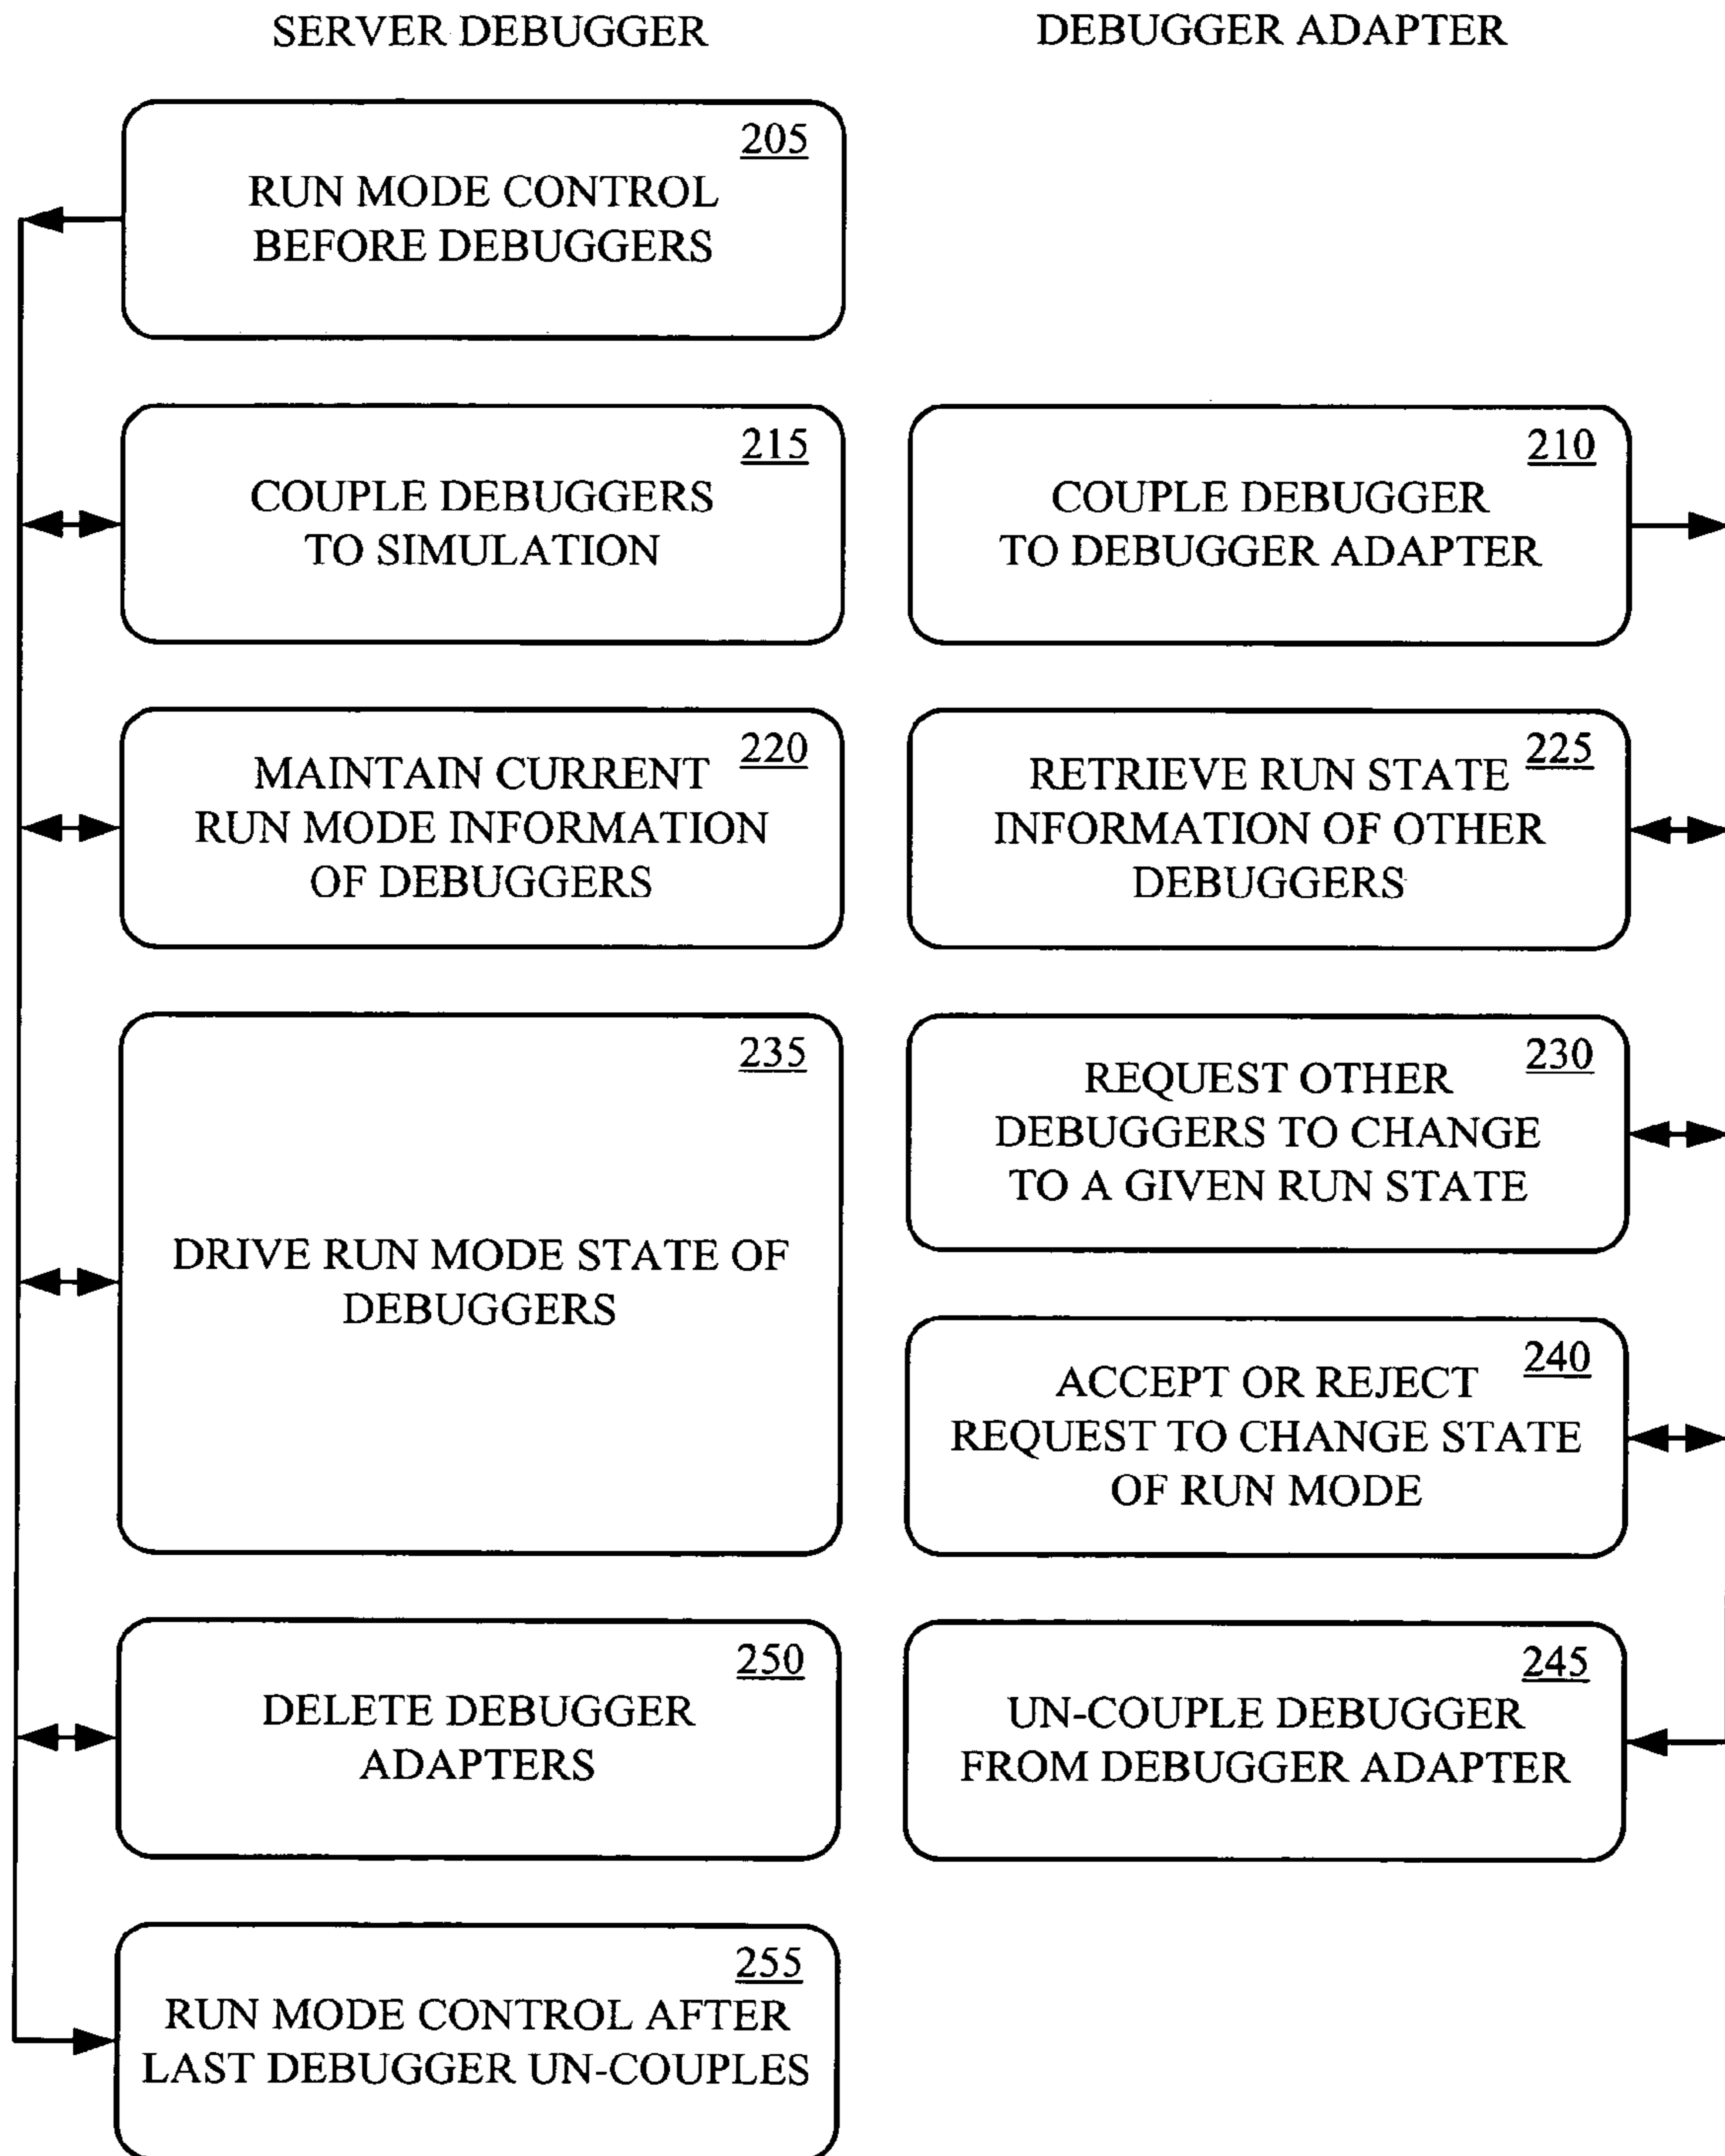 SERVER DEBUGGER
DEBUGGER ADAPTER
205
RUN MODE CONTROL
BEFORE DEBUGGERS
215
COUPLE DEBUGGERS
TO SIMULATION
210
COUPLE DEBUGGER
TO DEBUGGER ADAPTER
220
MAINTAIN CURRENT
RUN MODE INFORMATION
OF DEBUGGERS
225
RETRIEVE RUN STATE
INFORMATION OF OTHER
DEBUGGERS
235
DRIVE RUN MODE STATE OF
DEBUGGERS
230
REQUEST OTHER
DEBUGGERS TO CHANGE
TO A GIVEN RUN STATE
240
ACCEPT OR REJECT
REQUEST TO CHANGE STATE
OF RUN MODE
250
DELETE DEBUGGER
ADAPTERS
245
UN-COUPLE DEBUGGER
FROM DEBUGGER ADAPTER
255
RUN MODE CONTROL AFTER
LAST DEBUGGER UN-COUPLES